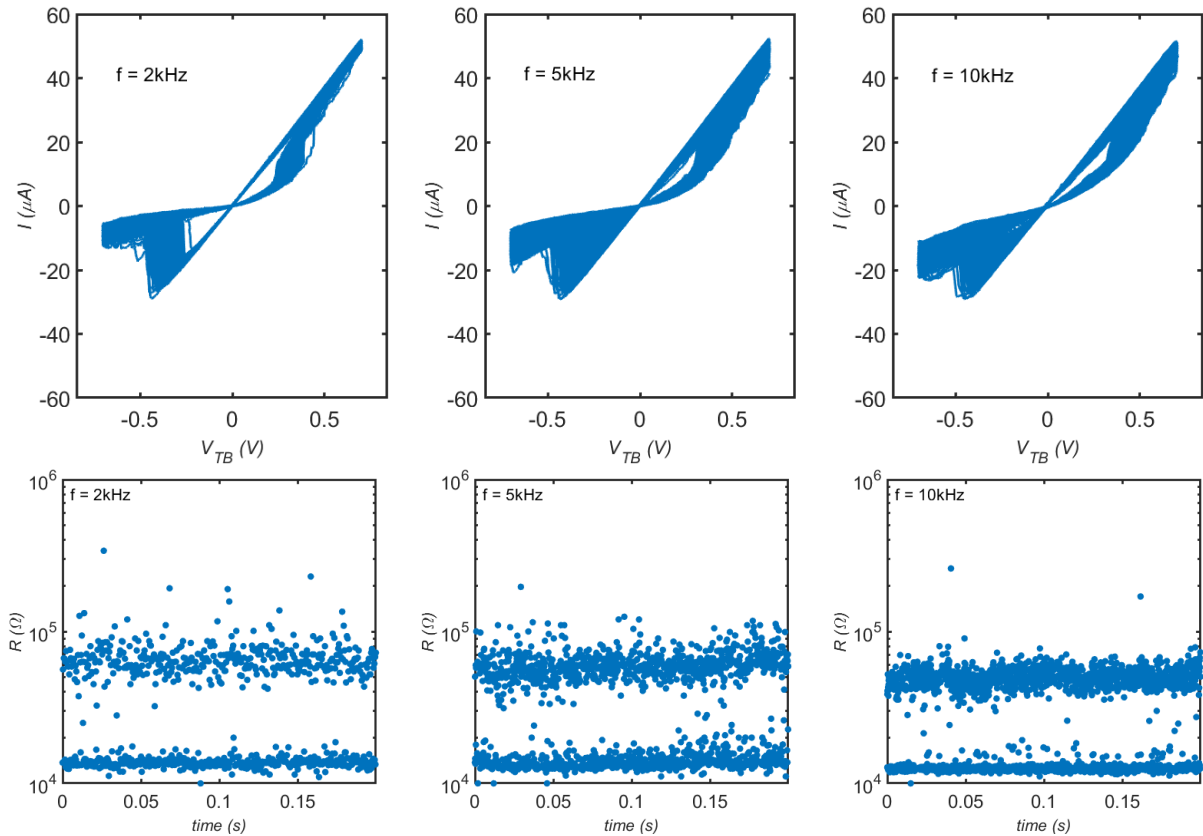 60
40
20
0
-20
-40
-60
I (μA)
f = 2kHz
-0.5
0
0.5
V_TB (V)
60
40
20
0
-20
-40
-60
I (μA)
f = 5kHz
-0.5
0
0.5
V_TB (V)
60
40
20
0
-20
-40
-60
I (μA)
f = 10kHz
-0.5
0
0.5
V_TB (V)
10^6
10^5
10^4
R (Ω)
f = 2kHz
0
0.05
0.1
0.15
time (s)
10^6
10^5
10^4
R (Ω)
f = 5kHz
0
0.05
0.1
0.15
time (s)
10^6
10^5
10^4
R (Ω)
f = 10kHz
0
0.05
0.1
0.15
time (s)